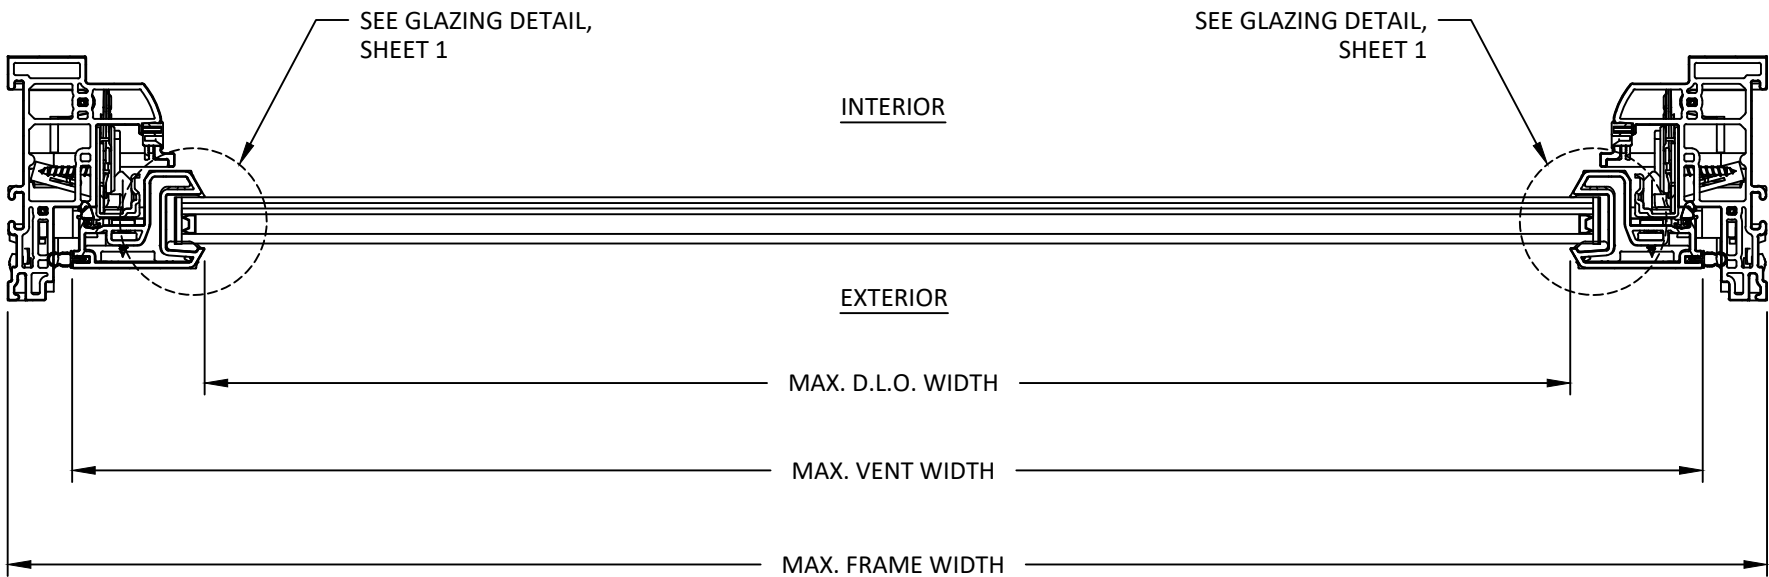 SEE GLAZING DETAIL,
SHEET 1
SEE GLAZING DETAIL,
SHEET 1
INTERIOR
EXTERIOR
MAX. D.L.O. WIDTH
MAX. VENT WIDTH
MAX. FRAME WIDTH